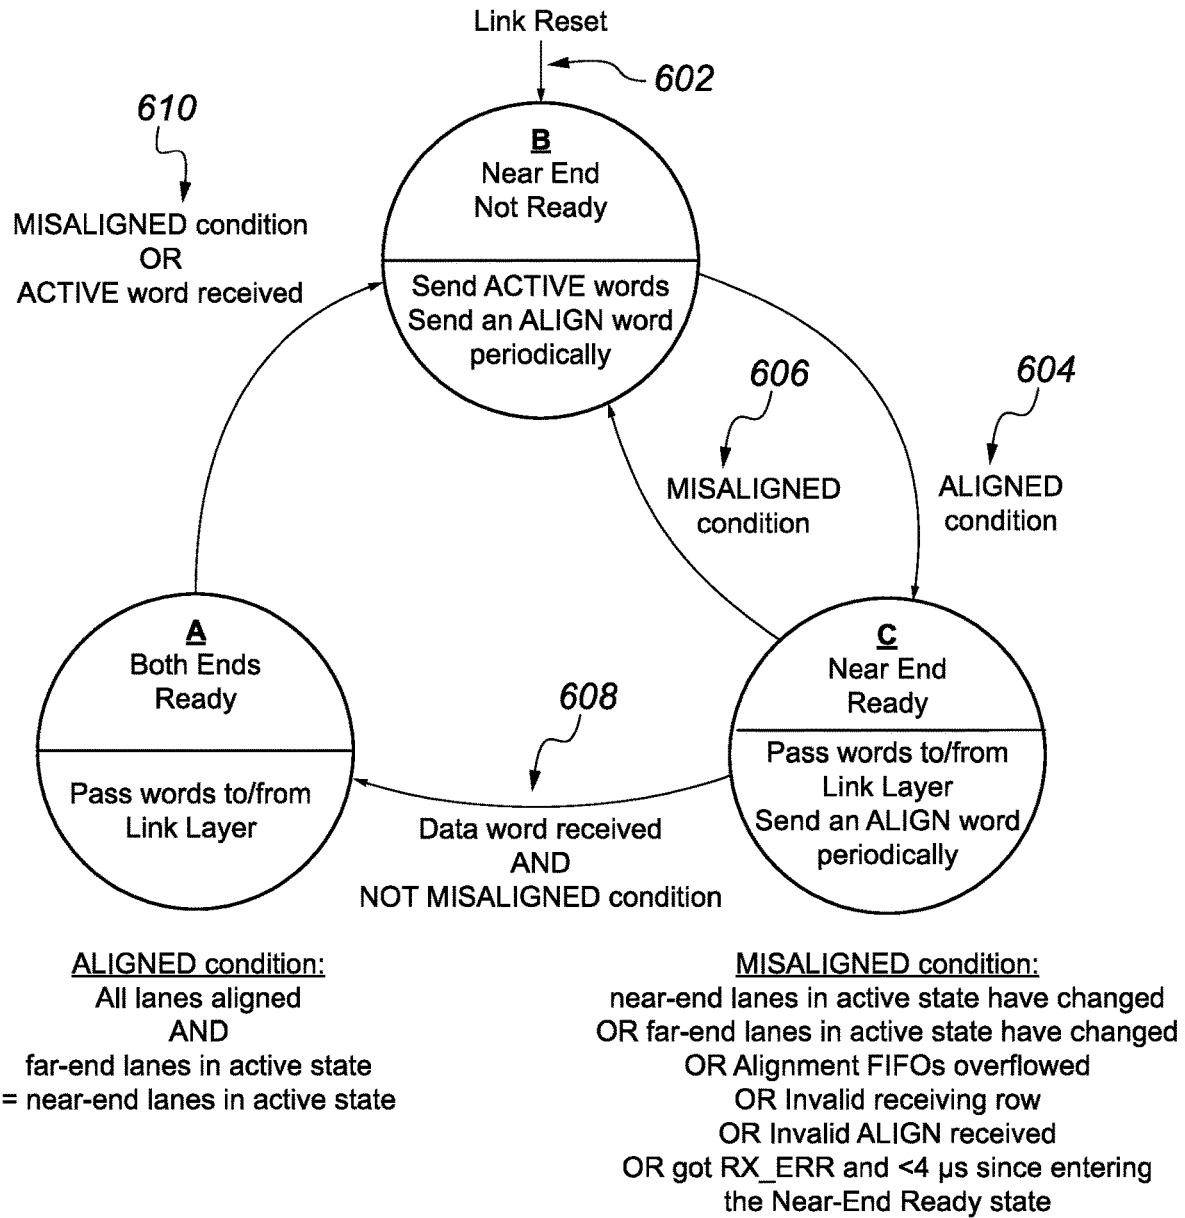 Link Reset
602
610
B
Near End
Not Ready
Send ACTIVE words
Send an ALIGN word
periodically
MISALIGNED condition
OR
ACTIVE word received
606
604
MISALIGNED
condition
ALIGNED
condition
A
Both Ends
Ready
Pass words to/from
Link Layer
608
Data word received
AND
NOT MISALIGNED condition
C
Near End
Ready
Pass words to/from
Link Layer
Send an ALIGN word
periodically
ALIGNED condition:
All lanes aligned
AND
far-end lanes in active state
= near-end lanes in active state
MISALIGNED condition:
near-end lanes in active state have changed
OR far-end lanes in active state have changed
OR Alignment FIFOs overflowed
OR Invalid receiving row
OR Invalid ALIGN received
OR got RX_ERR and <4 µs since entering
the Near-End Ready state